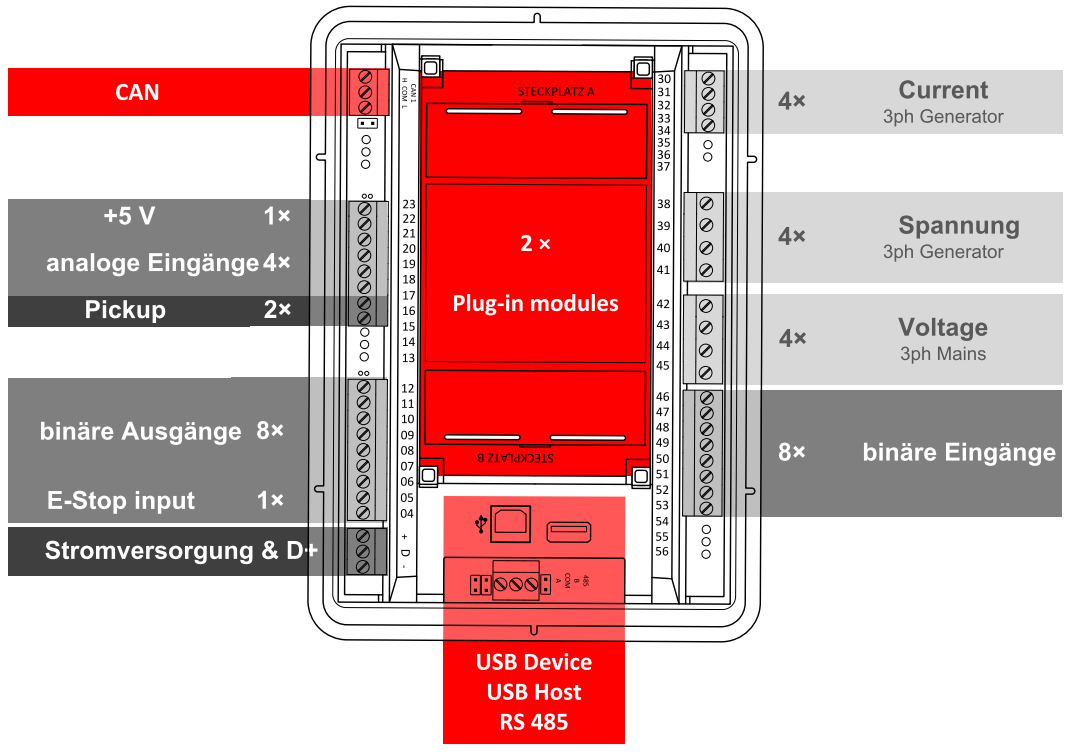 CAN
H COM L
CAN 1
+5 V 1×
analoge Eingänge 4×
Pickup 2×
binäre Ausgänge 8×
E-Stop input 1×
Stromversorgung & D+
23
22
21
20
19
18
17
16
15
14
13
12
11
10
09
08
07
06
05
04
+
D
-
STECKPLATZ A
2 ×
Plug-in modules
STECKPLATZ B
485
B
COM
A
USB Device
USB Host
RS 485
30
31
32
33
34
35
36
37
38
39
40
41
42
43
44
45
46
47
48
49
50
51
52
53
54
55
56
4× Current
3ph Generator
4× Spannung
3ph Generator
4× Voltage
3ph Mains
8× binäre Eingänge